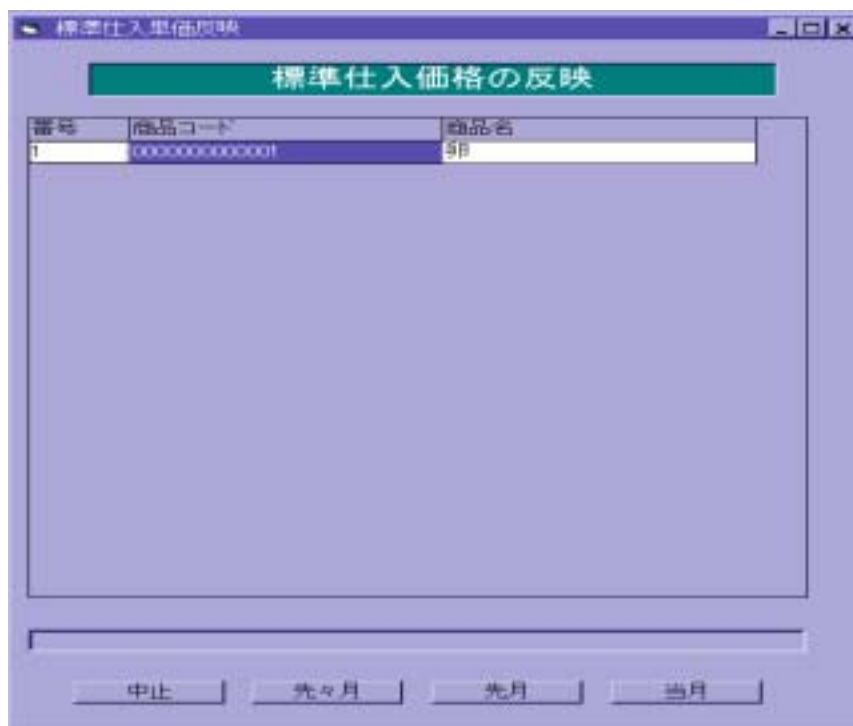 標準仕入単価反映
標準仕入価格の反映
番号 商品コード 商品名
1 0000000000001 卵
中止 先々月 先月 当月